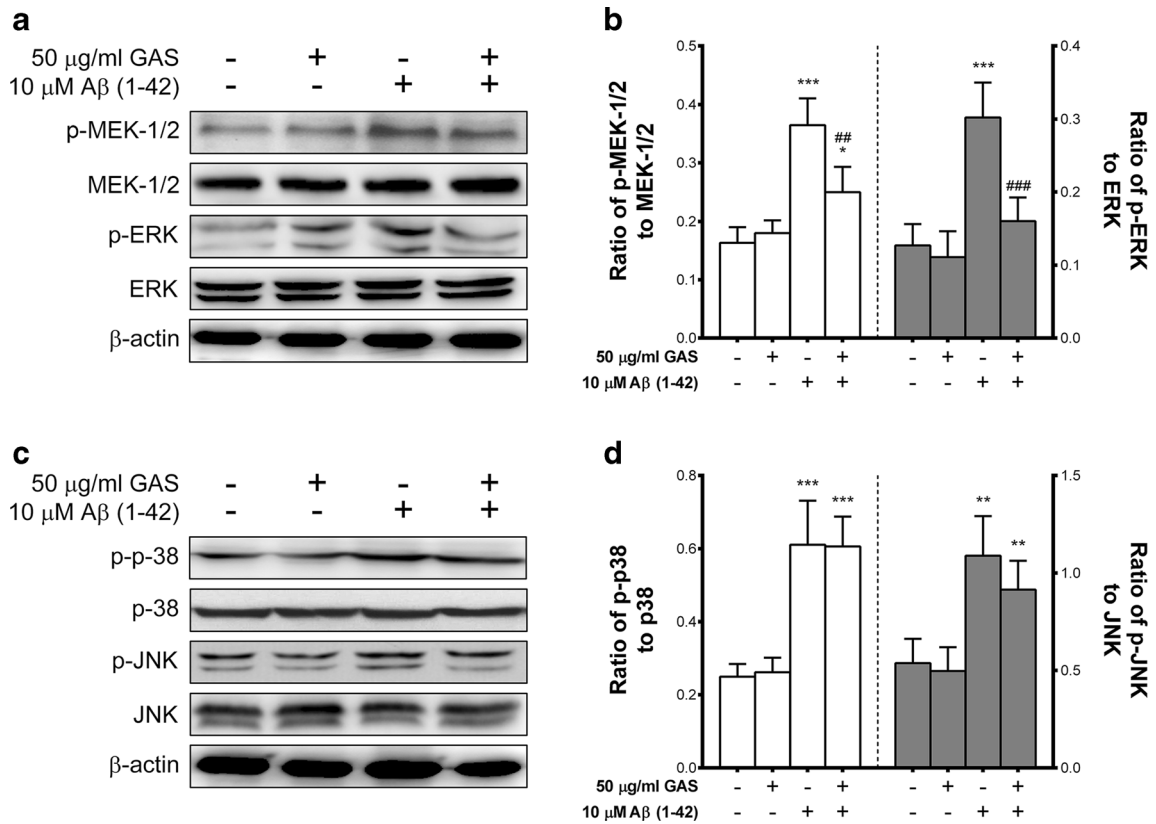 a
50 μg/ml GAS - + - +
10 μM Aβ (1-42) - - + +
p-MEK-1/2
MEK-1/2
p-ERK
ERK
β-actin
b
Ratio of p-MEK-1/2
to MEK-1/2
0.5
0.4
0.3
0.2
0.1
0.0
***
##
*
***
###
0.4
0.3
0.2
0.1
0.0
Ratio of p-ERK
to ERK
50 μg/ml GAS - + - + - + - +
10 μM Aβ (1-42) - - + + - - + +
c
50 μg/ml GAS - + - +
10 μM Aβ (1-42) - - + +
p-p-38
p-38
p-JNK
JNK
β-actin
d
Ratio of p-p38
to p38
0.8
0.6
0.4
0.2
0.0
***
***
**
**
1.5
1.0
0.5
0.0
Ratio of p-JNK
to JNK
50 μg/ml GAS - + - + - + - +
10 μM Aβ (1-42) - - + + - - + +